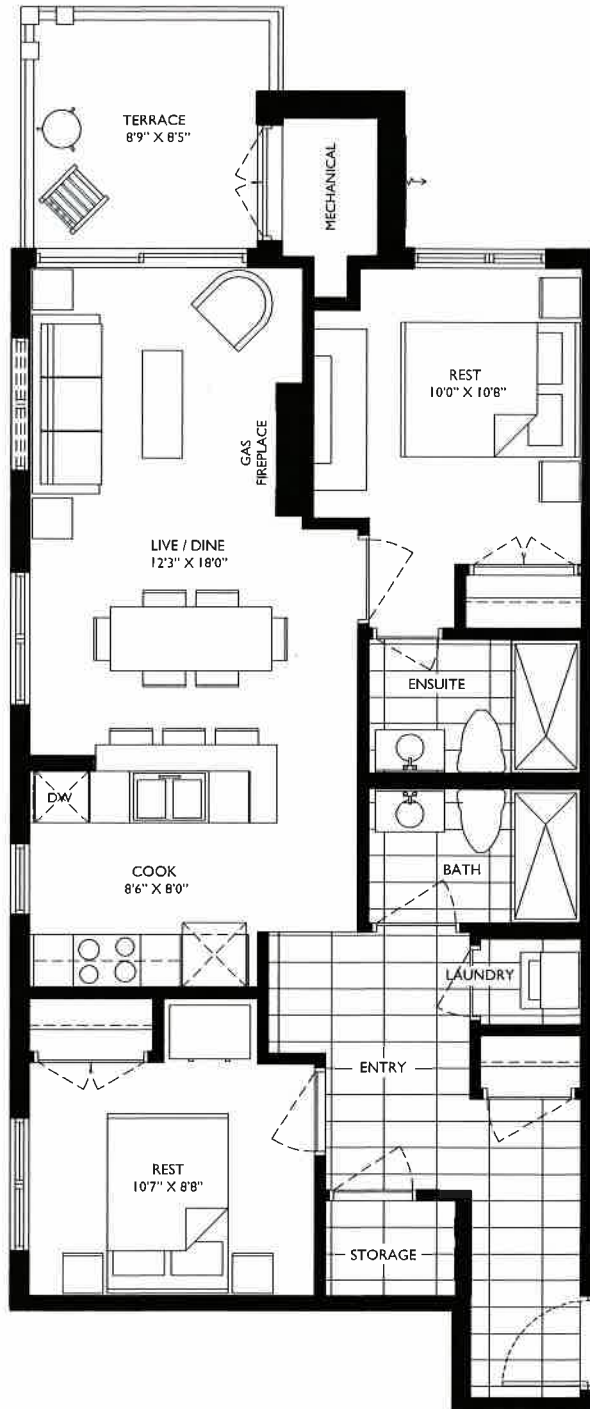 TERRACE
8'9" X 8'5"
MECHANICAL
REST
10'0" X 10'8"
GAS
FIREPLACE
LIVE / DINE
12'3" X 18'0"
ENSUITE
DW
COOK
8'6" X 8'0"
BATH
LAUNDRY
ENTRY
REST
10'7" X 8'8"
STORAGE